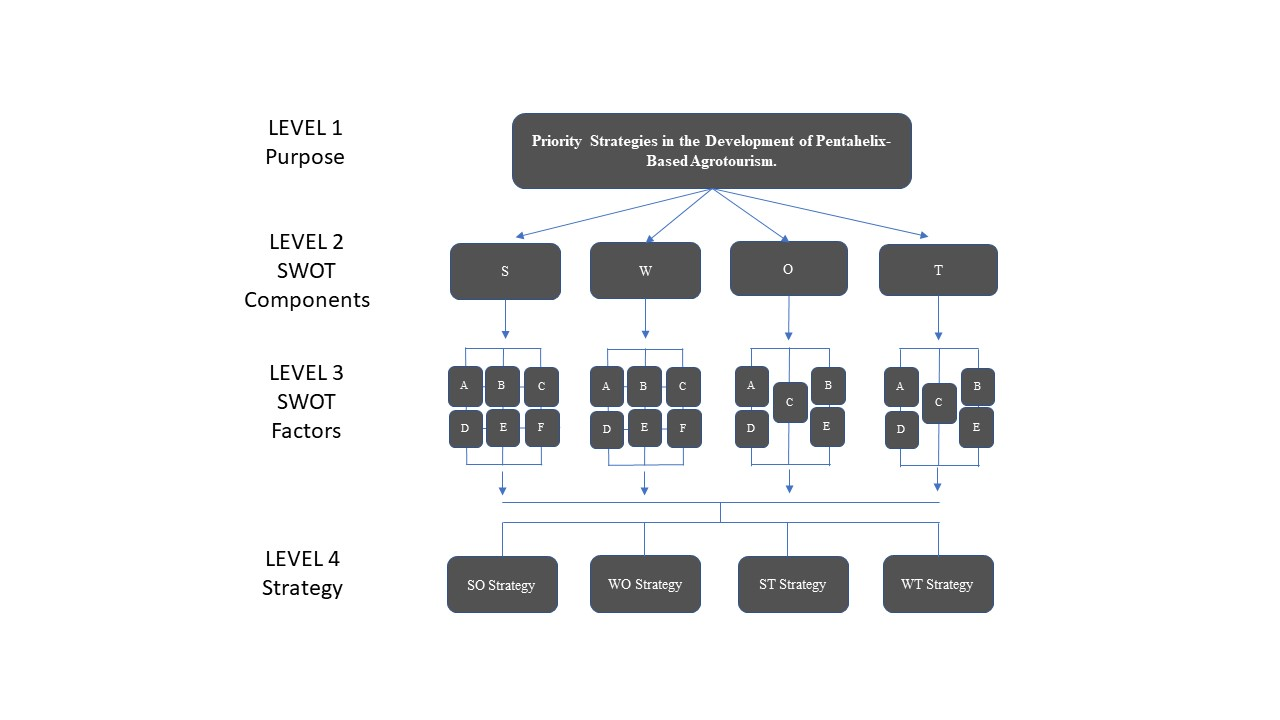 LEVEL 1
Purpose
Priority Strategies in the Development of Pentahelix-
Based Agrotourism.
LEVEL 2
SWOT
Components
S
W
O
T
LEVEL 3
SWOT
Factors
A B C
D E F
A B C
D E F
A B
C
D E
A B
C
D E
LEVEL 4
Strategy
SO Strategy
WO Strategy
ST Strategy
WT Strategy